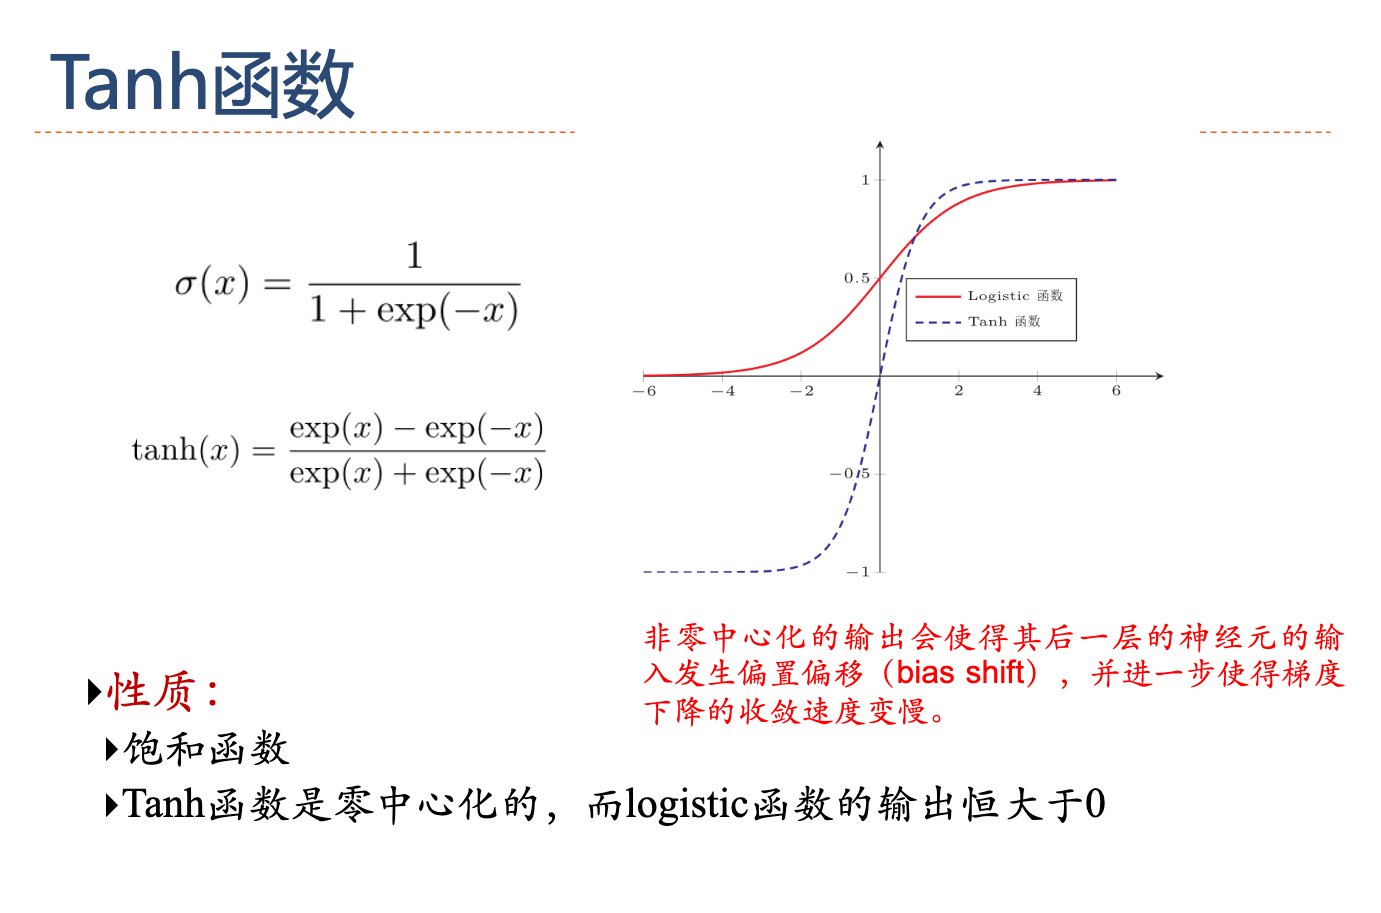 Tanh函数
σ(x) = 1 / (1 + exp(−x))
tanh(x) = (exp(x) − exp(−x)) / (exp(x) + exp(−x))
1
0.5
Logistic 函数
Tanh 函数
−6 −4 −2 2 4 6
−0.5
−1
非零中心化的输出会使得其后一层的神经元的输
入发生偏置偏移（bias shift），并进一步使得梯度
下降的收敛速度变慢。
性质：
饱和函数
Tanh函数是零中心化的，而logistic函数的输出恒大于0